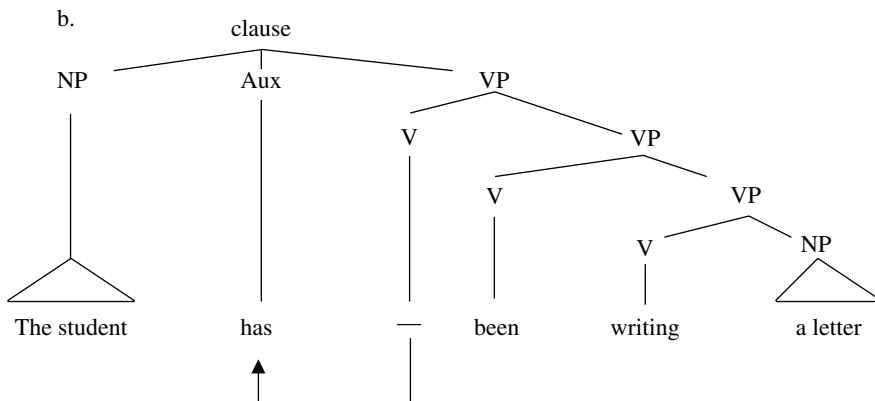 b.
clause
NP Aux VP
V VP
V VP
V NP
The student has — been writing a letter